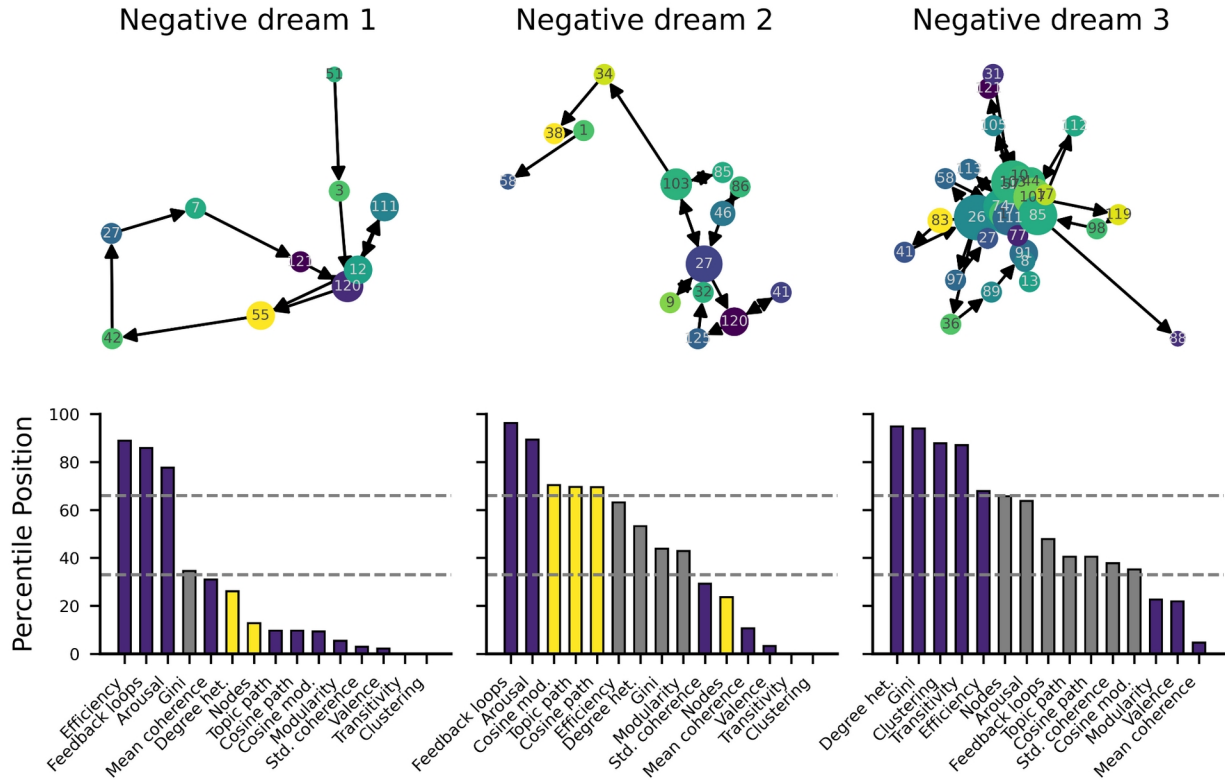 Negative dream 1
Negative dream 2
Negative dream 3
51
3
7
27
111
121
12
120
55
42
34
38
1
58
103
85
86
46
27
9
32
41
120
125
31
121
105
112
113
58
10
103
44
107
17
74
26
111
85
119
98
83
27
77
41
91
8
97
89
13
36
88
Percentile Position
100
80
60
40
20
0
Efficiency
Feedback loops
Arousal
Gini
Mean coherence
Degree het.
Nodes
Topic path
Cosine path
Cosine mod.
Modularity
Std. coherence
Valence
Transitivity
Clustering
Feedback loops
Arousal
Cosine mod.
Topic path
Cosine path
Efficiency
Degree het.
Gini
Modularity
Std. coherence
Nodes
Mean coherence
Valence
Transitivity
Clustering
Degree het.
Gini
Clustering
Transitivity
Efficiency
Nodes
Arousal
Feedback loops
Topic path
Cosine path
Std. coherence
Cosine mod.
Modularity
Valence
Mean coherence